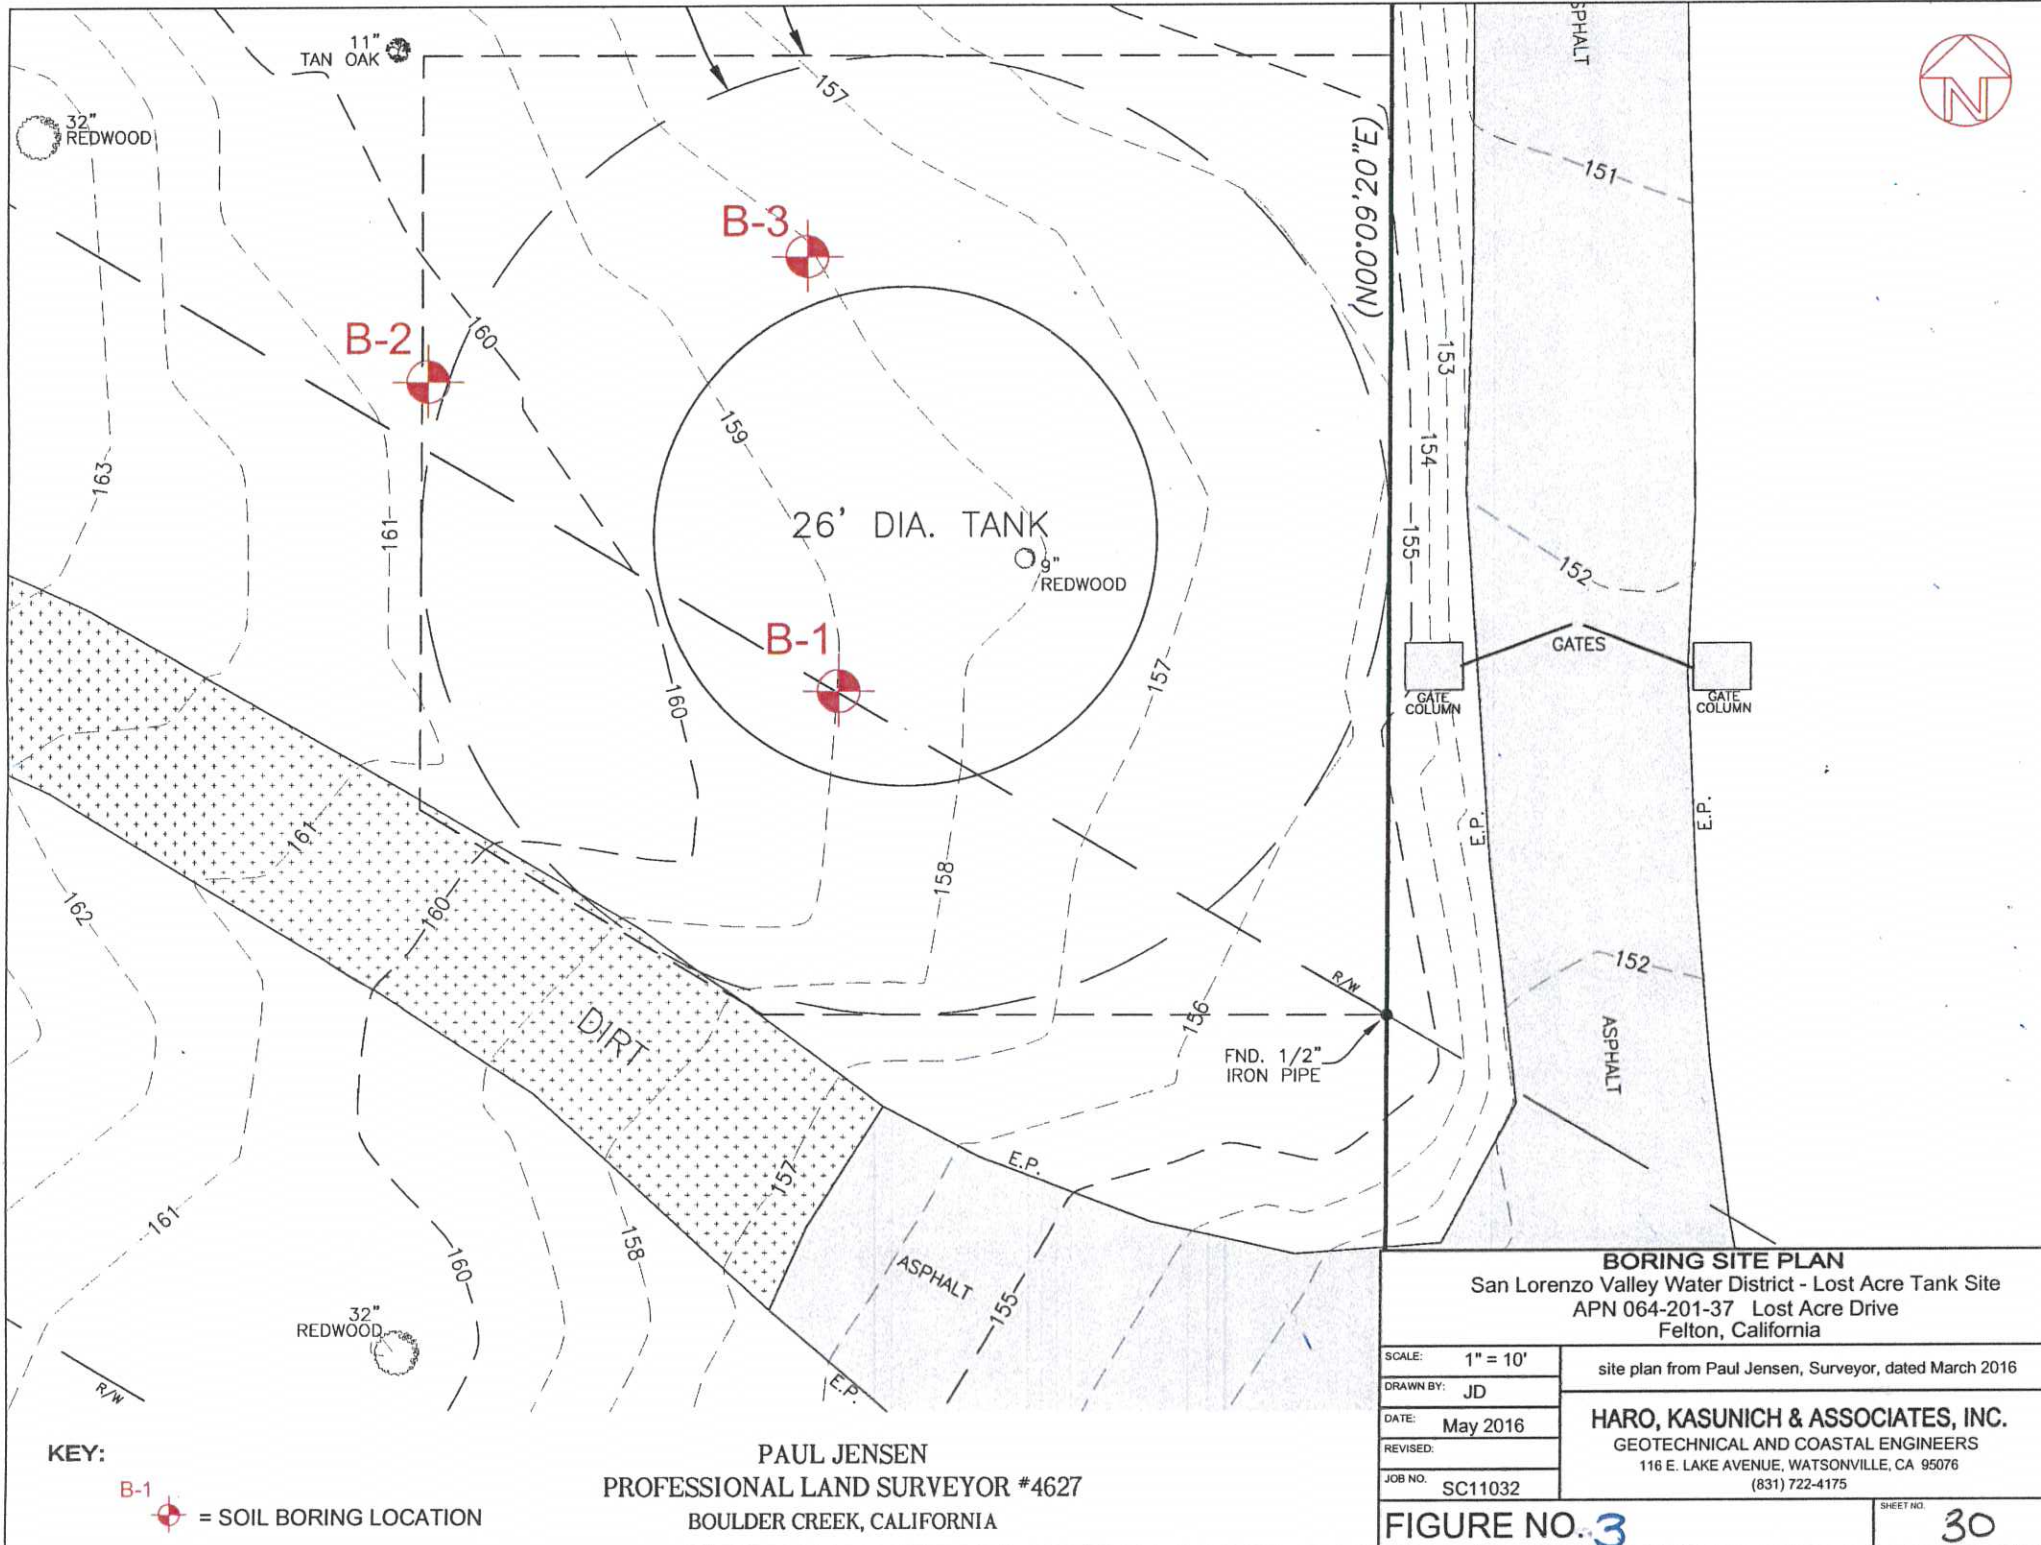 11"
TAN OAK
32"
REDWOOD
157
ASPHALT
N
151
(N00°09'20"E)
B-3
B-2
160
153
159
154
163
161
26' DIA. TANK
9"
REDWOOD
155
152
B-1
GATES
160
157
GATE
COLUMN
GATE
COLUMN
E.P.
E.P.
161
158
162
160
R/W
152
DIRT
156
FND. 1/2"
IRON PIPE
ASPHALT
E.P.
157
161
158
160
ASPHALT
155
32"
REDWOOD
R/W
E.P.
BORING SITE PLAN
San Lorenzo Valley Water District - Lost Acre Tank Site
APN 064-201-37 Lost Acre Drive
Felton, California
SCALE: 1" = 10'
site plan from Paul Jensen, Surveyor, dated March 2016
DRAWN BY: JD
DATE: May 2016
REVISED:
JOB NO. SC11032
HARO, KASUNICH & ASSOCIATES, INC.
GEOTECHNICAL AND COASTAL ENGINEERS
116 E. LAKE AVENUE, WATSONVILLE, CA 95076
(831) 722-4175
FIGURE NO. 3
SHEET NO.
30
KEY:
B-1
= SOIL BORING LOCATION
PAUL JENSEN
PROFESSIONAL LAND SURVEYOR #4627
BOULDER CREEK, CALIFORNIA